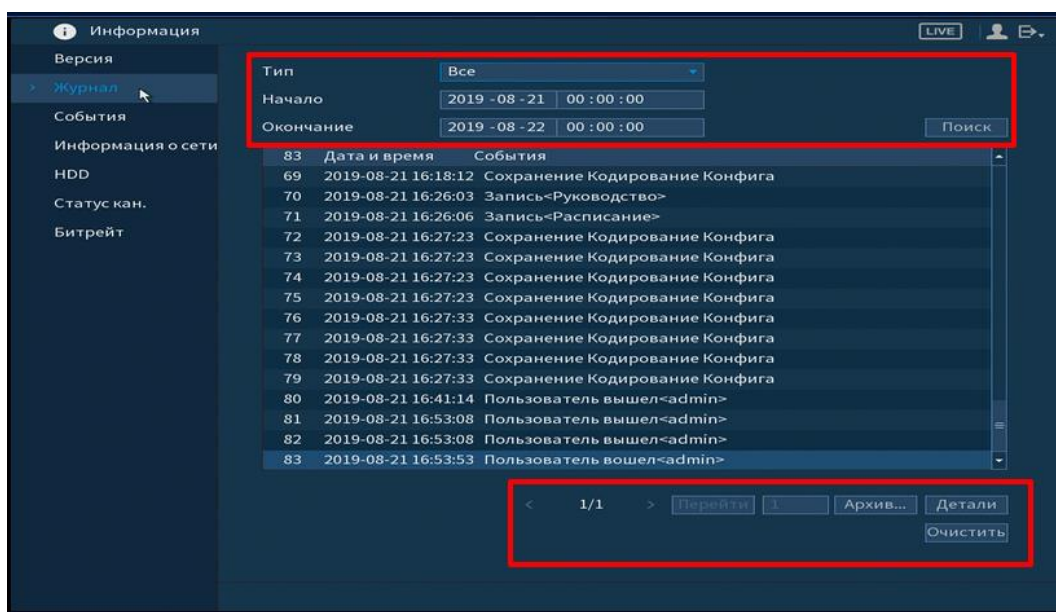 Информация LIVE
Версия
Журнал
События
Информация о сети
HDD
Статус кан.
Битрейт
Тип Все
Начало 2019 - 08 - 21 00 : 00 : 00
Окончание 2019 - 08 - 22 00 : 00 : 00
Поиск
83 Дата и время События
69 2019-08-21 16:18:12 Сохранение Кодирование Конфига
70 2019-08-21 16:26:03 Запись<Руководство>
71 2019-08-21 16:26:06 Запись<Расписание>
72 2019-08-21 16:27:23 Сохранение Кодирование Конфига
73 2019-08-21 16:27:23 Сохранение Кодирование Конфига
74 2019-08-21 16:27:23 Сохранение Кодирование Конфига
75 2019-08-21 16:27:23 Сохранение Кодирование Конфига
76 2019-08-21 16:27:33 Сохранение Кодирование Конфига
77 2019-08-21 16:27:33 Сохранение Кодирование Конфига
78 2019-08-21 16:27:33 Сохранение Кодирование Конфига
79 2019-08-21 16:27:33 Сохранение Кодирование Конфига
80 2019-08-21 16:41:14 Пользователь вышел<admin>
81 2019-08-21 16:53:08 Пользователь вышел<admin>
82 2019-08-21 16:53:08 Пользователь вышел<admin>
83 2019-08-21 16:53:53 Пользователь вошел<admin>
< 1/1 > Перейти 1 Архив... Детали
Очистить